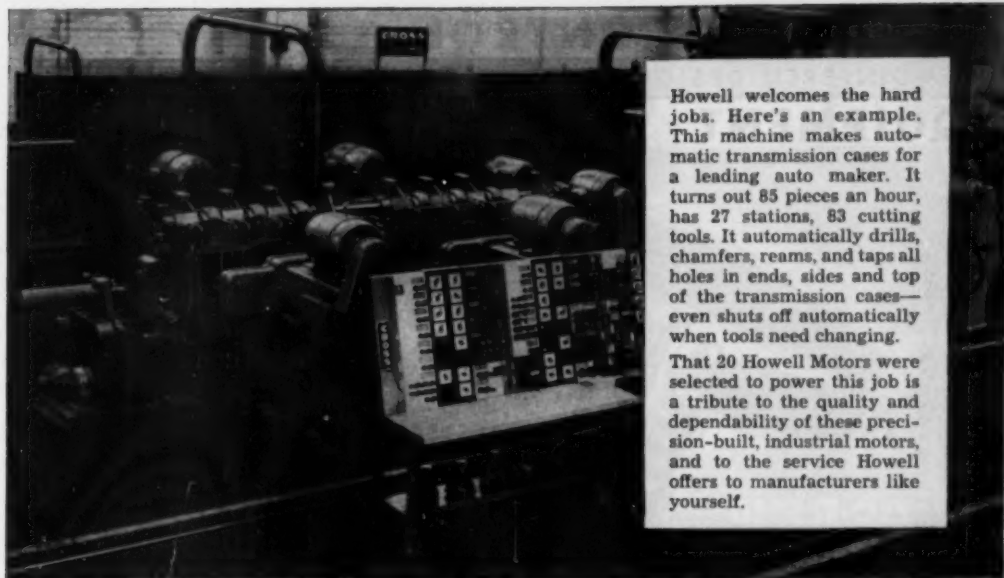 CROSS
Howell welcomes the hard
jobs. Here's an example.
This machine makes auto-
matic transmission cases for
a leading auto maker. It
turns out 85 pieces an hour,
has 27 stations, 83 cutting
tools. It automatically drills,
chamfers, reams, and taps all
holes in ends, sides and top
of the transmission cases—
even shuts off automatically
when tools need changing.
That 20 Howell Motors were
selected to power this job is
a tribute to the quality and
dependability of these preci-
sion-built, industrial motors,
and to the service Howell
offers to manufacturers like
yourself.